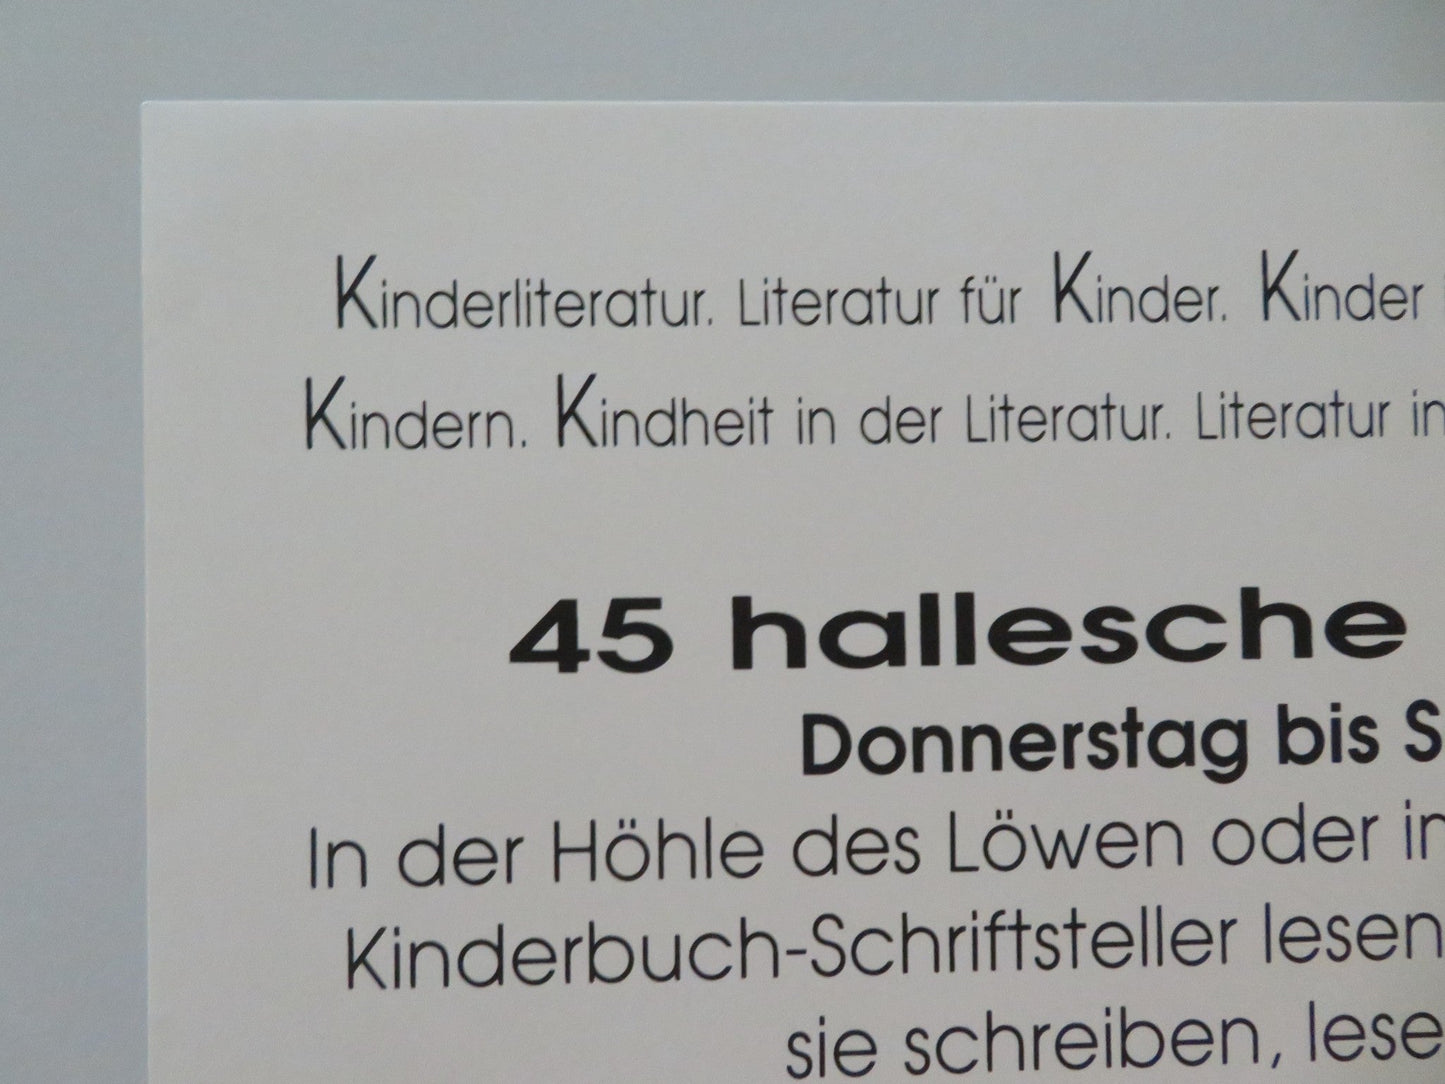 Kinderliteratur. Literatur für Kinder. Kinder
Kindern. Kindheit in der Literatur. Literatur in
45 hallesche
Donnerstag bis S
In der Höhle des Löwen oder in
Kinderbuch-Schriftsteller lesen
sie schreiben, lese